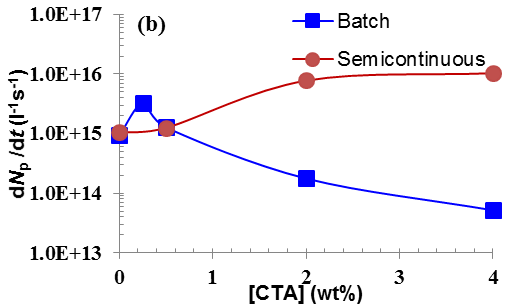 (b)
Batch
Semicontinuous
1.0E+17
1.0E+16
1.0E+15
1.0E+14
1.0E+13
dNp /dt (l-1s-1)
0 1 2 3 4
[CTA] (wt%)